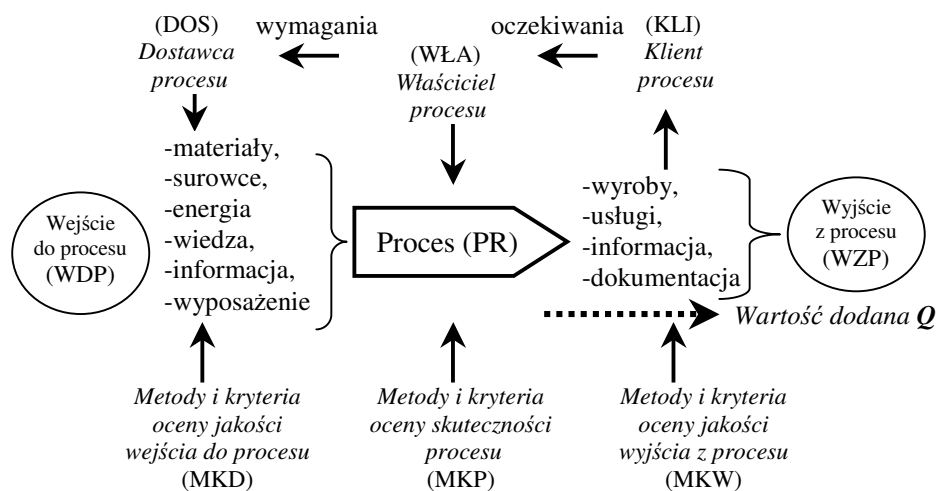 (DOS)
Dostawca
procesu
wymagania
(WŁA)
Właściciel
procesu
oczekiwania
(KLI)
Klient
procesu
Wejście
do procesu
(WDP)
-materiały,
-surowce,
-energia
-wiedza,
-informacja,
-wyposażenie
Proces (PR)
-wyroby,
-usługi,
-informacja,
-dokumentacja
Wyjście
z procesu
(WZP)
Wartość dodana Q
Metody i kryteria
oceny jakości
wejścia do procesu
(MKD)
Metody i kryteria
oceny skuteczności
procesu
(MKP)
Metody i kryteria
oceny jakości
wyjścia z procesu
(MKW)